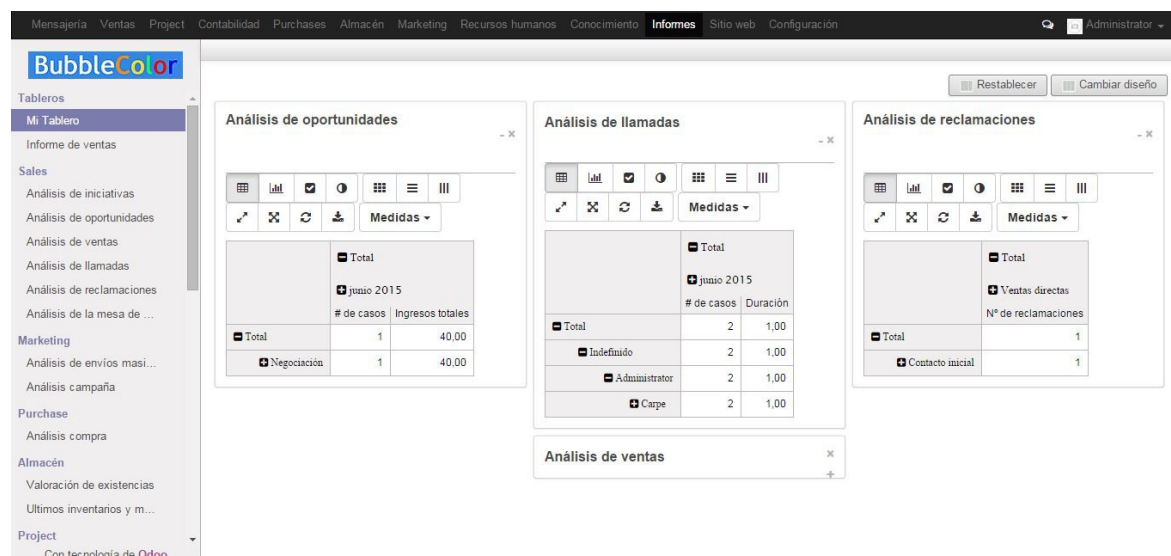 Mensajería Ventas Project Contabilidad Purchases Almacén Marketing Recursos humanos Conocimiento Informes Sitio web Configuración Administrator
BubbleColor
Restablecer Cambiar diseño
Tableros
Mi Tablero
Informe de ventas
Sales
Análisis de iniciativas
Análisis de oportunidades
Análisis de ventas
Análisis de llamadas
Análisis de reclamaciones
Análisis de la mesa de ...
Marketing
Análisis de envíos masi...
Análisis campaña
Purchase
Análisis compra
Almacén
Valoración de existencias
Ultimos inventarios y m...
Project
Con tecnología de Odoo
Análisis de oportunidades
Medidas
Total
junio 2015
# de casos Ingresos totales
Total 1 40,00
Negociación 1 40,00
Análisis de llamadas
Medidas
Total
junio 2015
# de casos Duración
Total 2 1,00
Indefinido 2 1,00
Administrator 2 1,00
Carpe 2 1,00
Análisis de ventas
Análisis de reclamaciones
Medidas
Total
Ventas directas
Nº de reclamaciones
Total 1
Contacto inicial 1